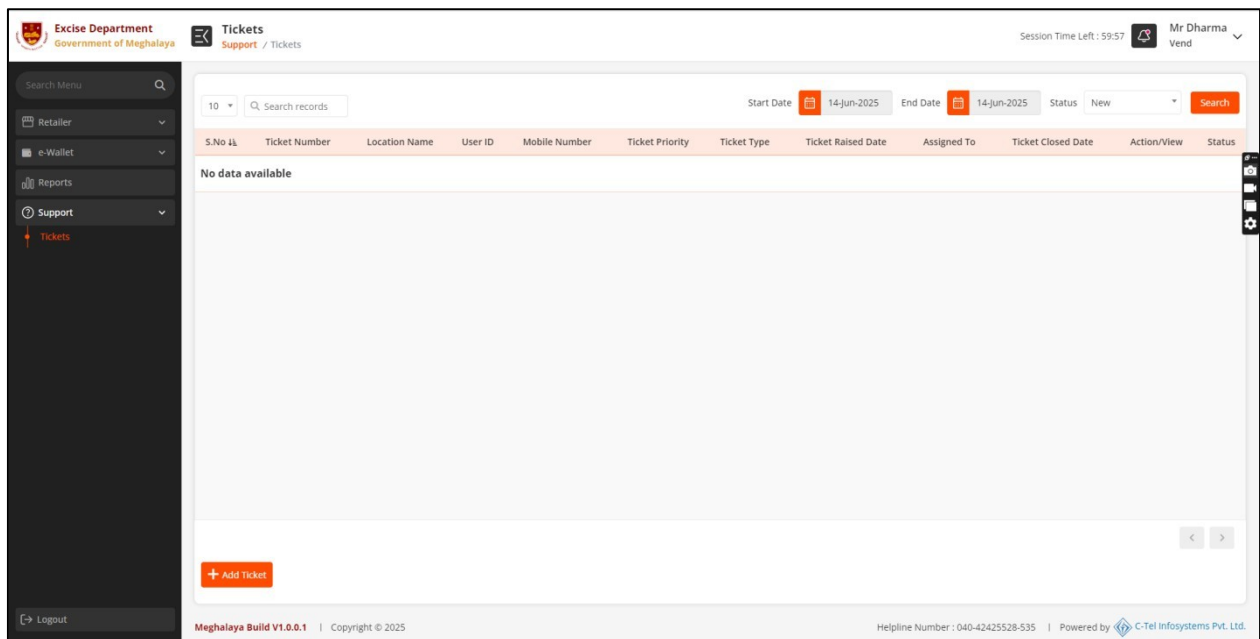 Excise Department
Government of Meghalaya
Tickets
Support / Tickets
Session Time Left : 59:57
Mr Dharma
Vend
Search Menu
Retailer
e-Wallet
Reports
Support
Tickets
Logout
10
Search records
Start Date 14-Jun-2025 End Date 14-Jun-2025 Status New Search
S.No Ticket Number Location Name User ID Mobile Number Ticket Priority Ticket Type Ticket Raised Date Assigned To Ticket Closed Date Action/View Status
No data available
+ Add Ticket
Meghalaya Build V1.0.0.1 | Copyright © 2025
Helpline Number : 040-42425528-535 | Powered by C-Tel Infosystems Pvt. Ltd.